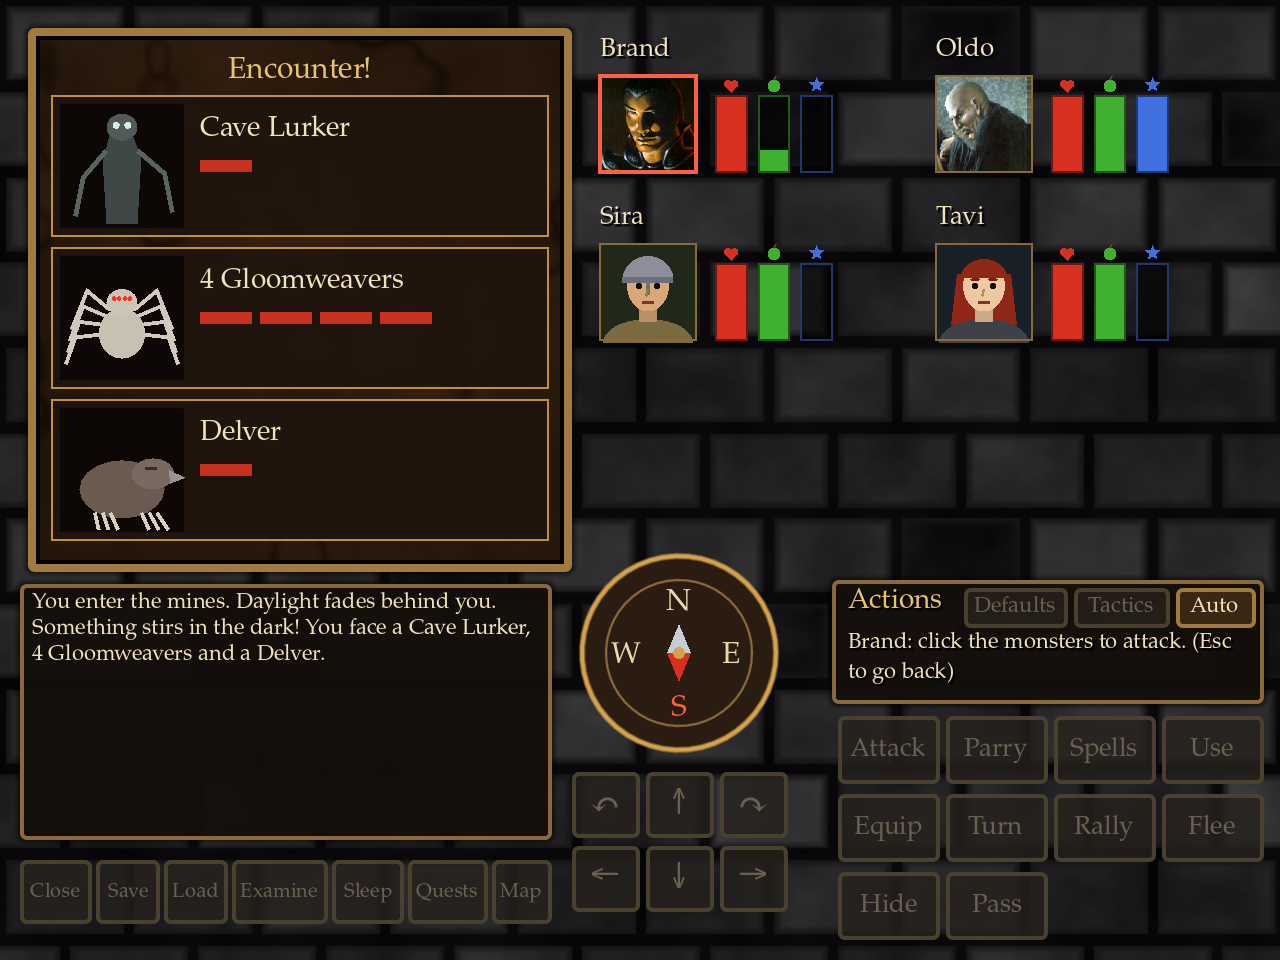 Encounter!
Cave Lurker
4 Gloomweavers
Delver
Brand
Oldo
Sira
Tavi
You enter the mines. Daylight fades behind you.
Something stirs in the dark! You face a Cave Lurker,
4 Gloomweavers and a Delver.
N
W E
S
Actions Defaults Tactics Auto
Brand: click the monsters to attack. (Esc
to go back)
Attack Parry Spells Use
Equip Turn Rally Flee
Hide Pass
Close Save Load Examine Sleep Quests Map